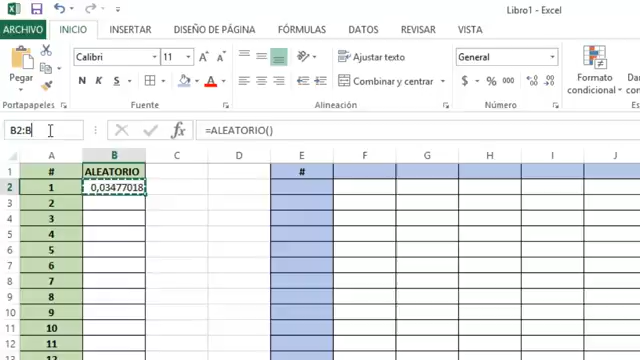 Libro1 - Excel
ARCHIVO INICIO INSERTAR DISEÑO DE PÁGINA FÓRMULAS DATOS REVISAR VISTA
Pegar
Calibri 11 A A
N K S A
Ajustar texto
Combinar y centrar
General
$ % 000
Formato condicional
Portapapeles Fuente Alineación Número
B2:B fx =ALEATORIO()
A B C D E F G H I J
1 # ALEATORIO #
2 1 0,03477018
3 2
4 3
5 4
6 5
7 6
8 7
9 8
10 9
11 10
12 11
12